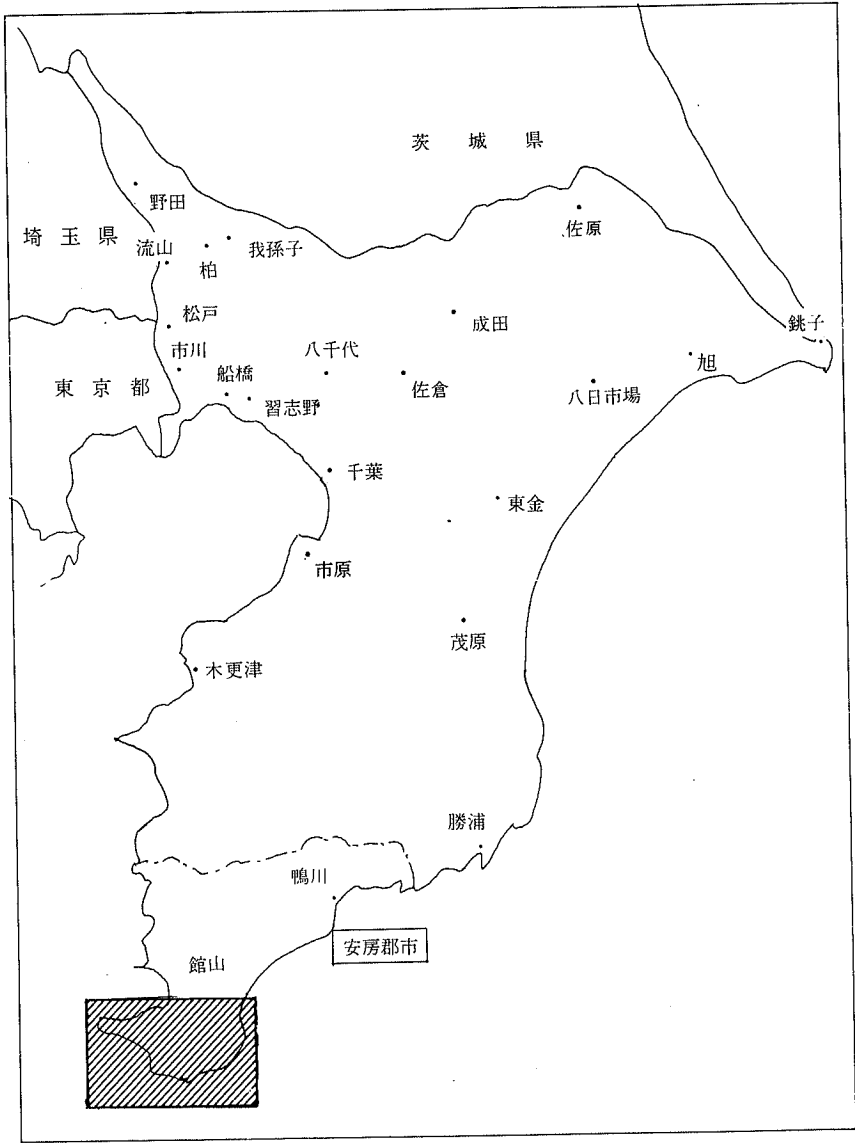 茨城県
野田
佐原
埼玉県
流山
我孫子
柏
成田
銚子
松戸
市川
八千代
旭
船橋
東京都
佐倉
八日市場
習志野
千葉
東金
市原
茂原
木更津
勝浦
鴨川
安房郡市
館山